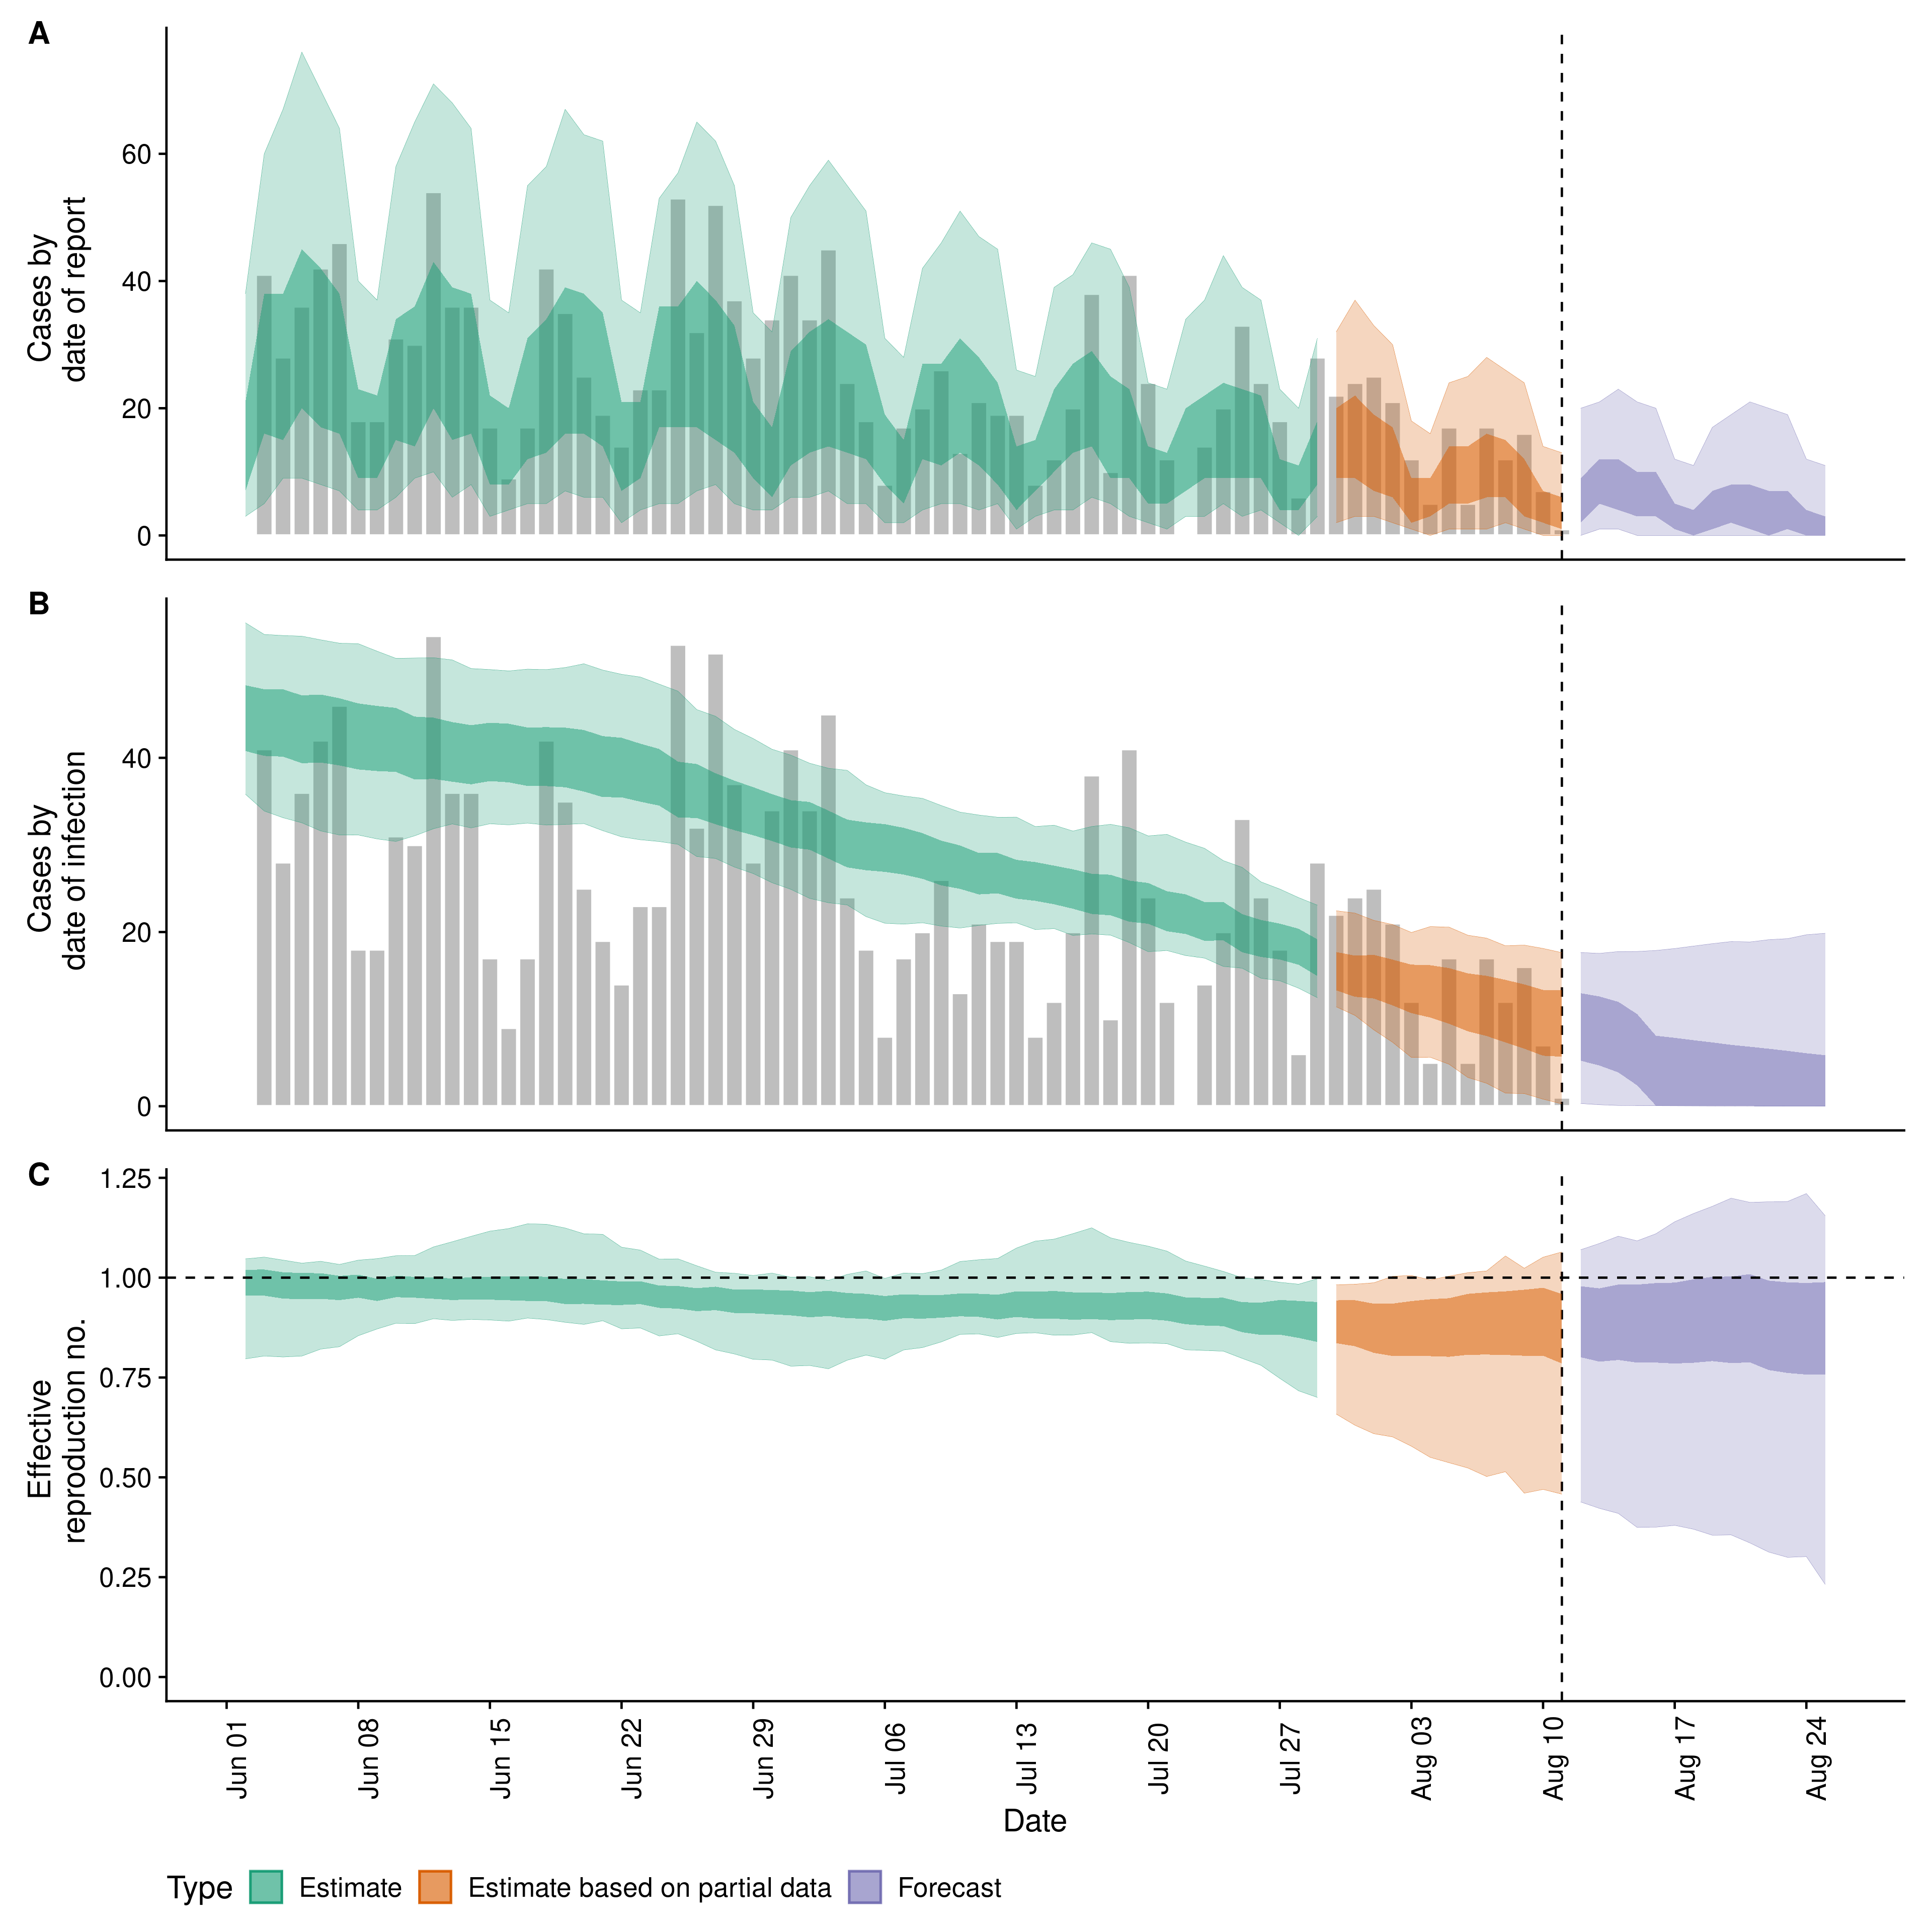 A
Cases by
date of report
60
40
20
0
B
Cases by
date of infection
40
20
0
C
Effective
reproduction no.
1.25
1.00
0.75
0.50
0.25
0.00
Jun 01
Jun 08
Jun 15
Jun 22
Jun 29
Jul 06
Jul 13
Jul 20
Jul 27
Aug 03
Aug 10
Aug 17
Aug 24
Date
Type Estimate Estimate based on partial data Forecast